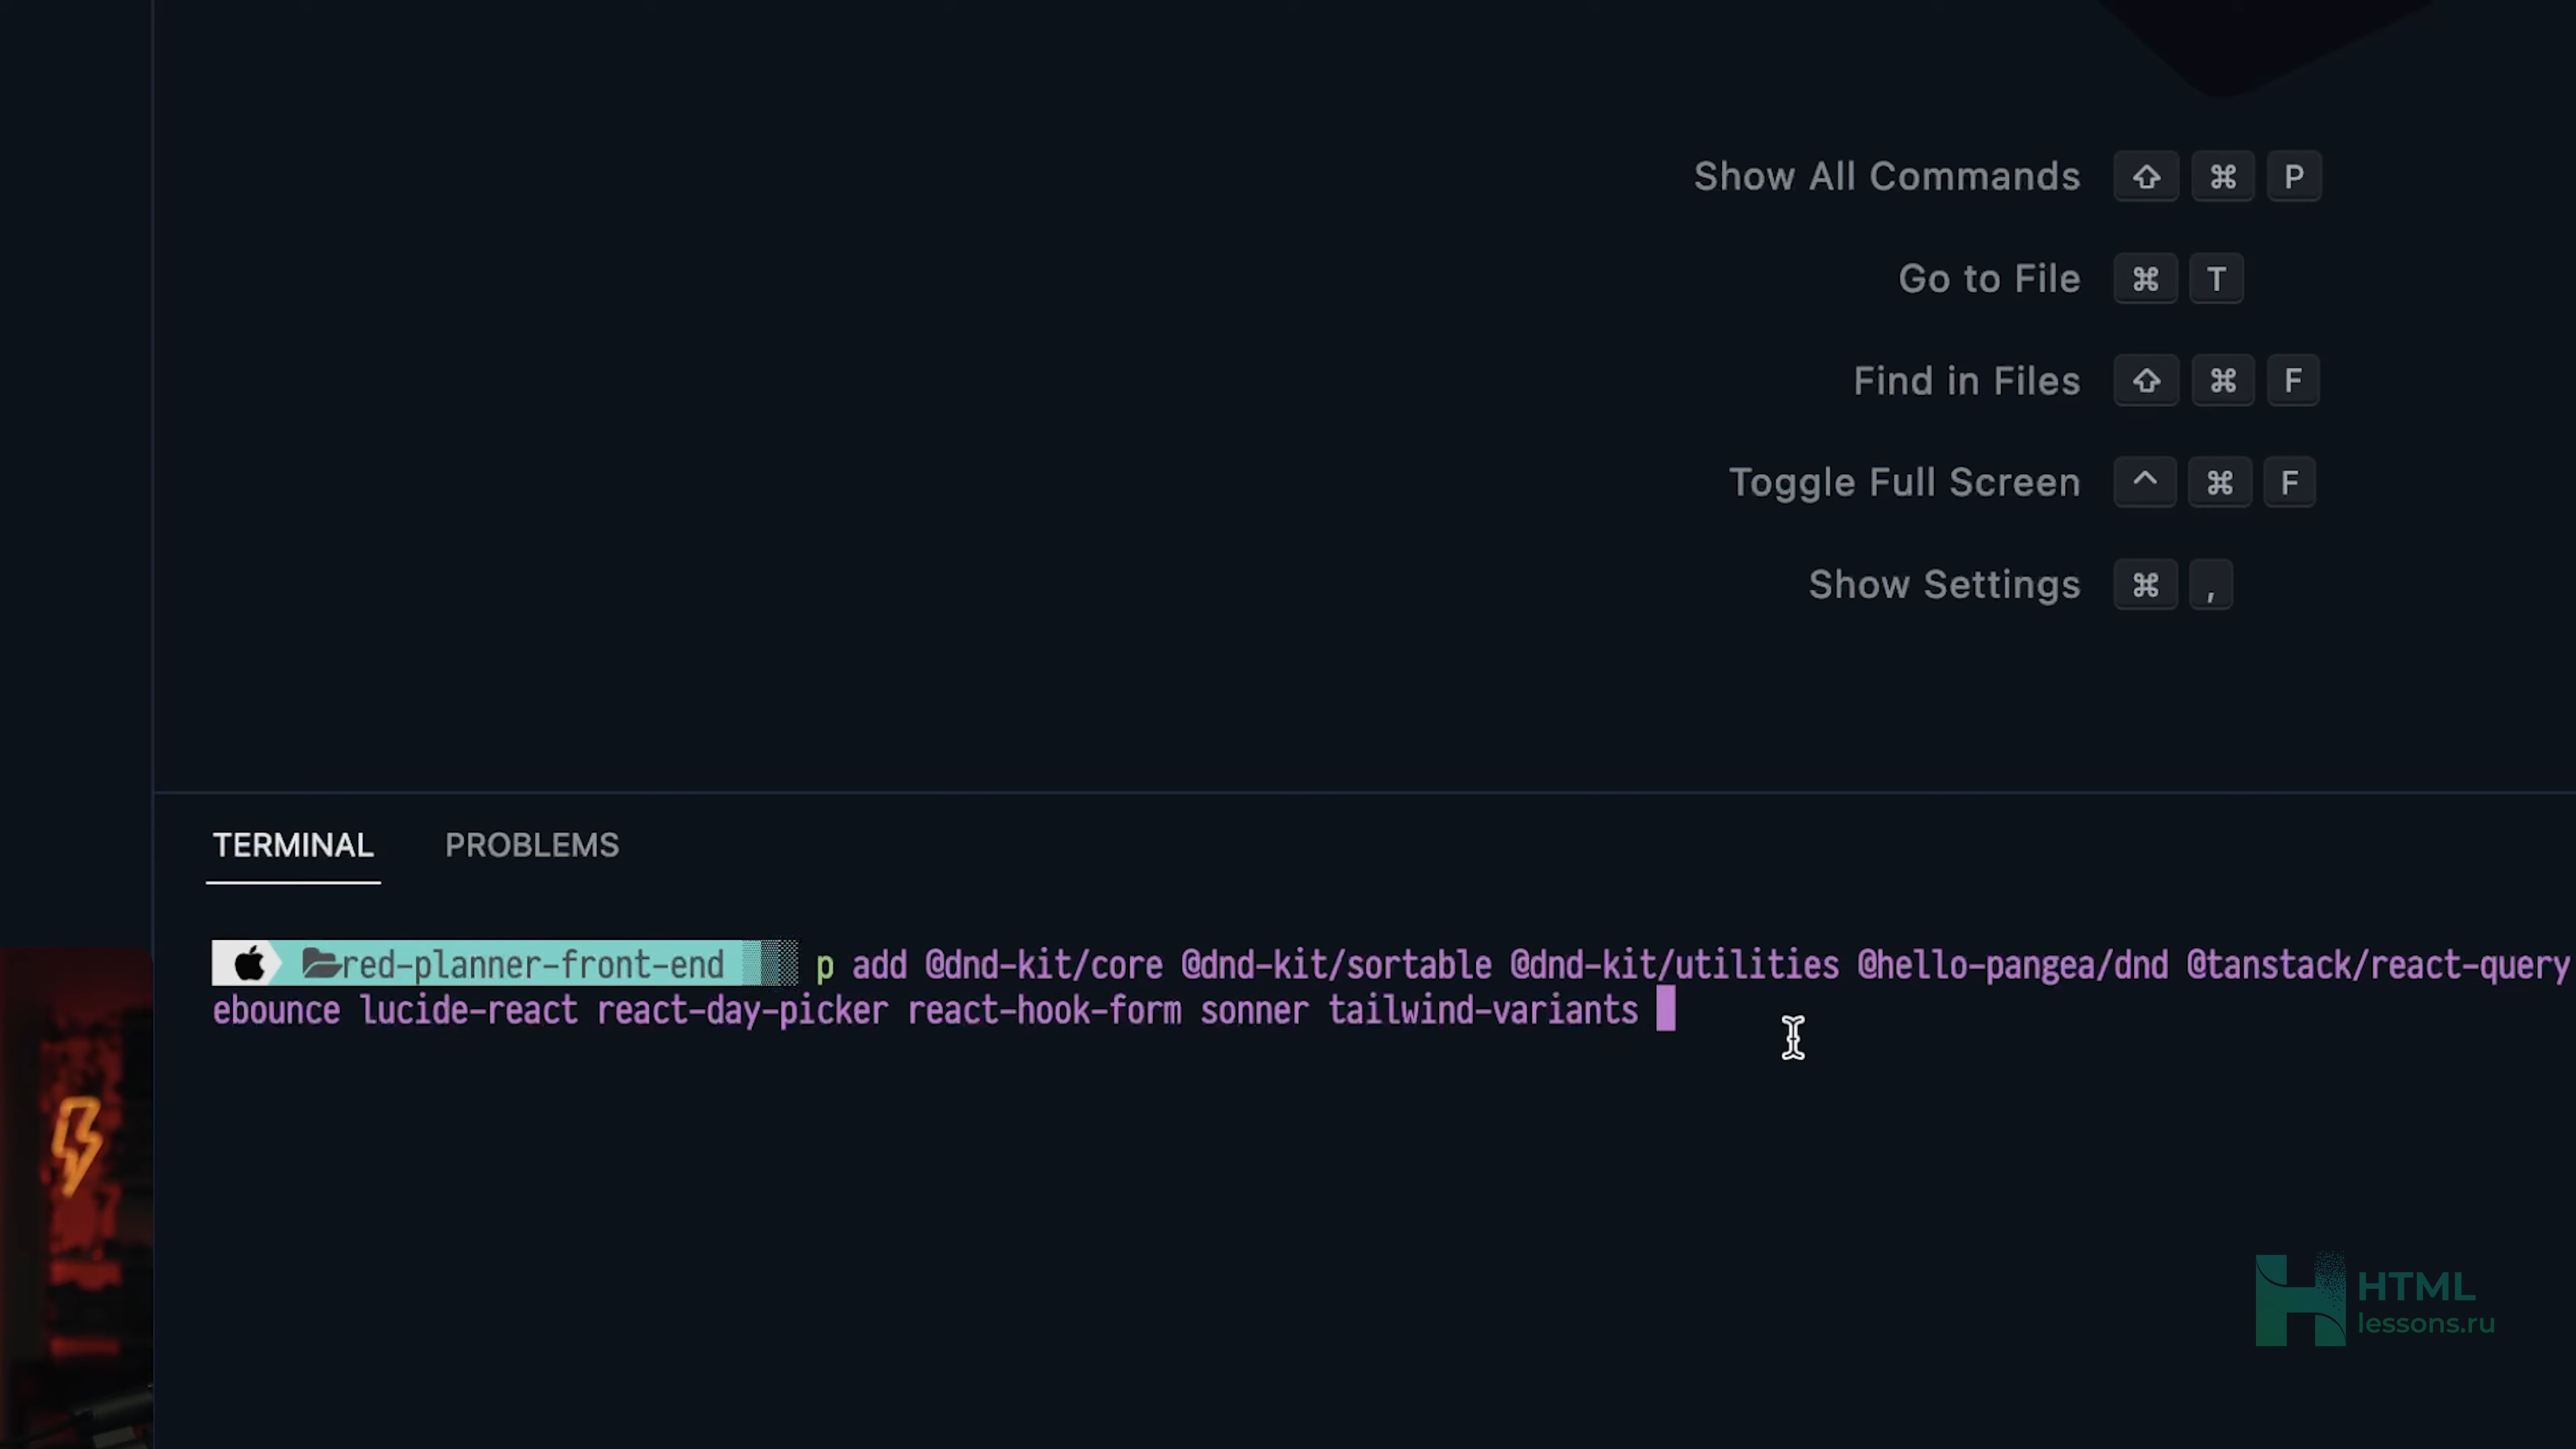 Show All Commands ⇧ ⌘ P
Go to File ⌘ T
Find in Files ⇧ ⌘ F
Toggle Full Screen ^ ⌘ F
Show Settings ⌘ ,
TERMINAL PROBLEMS
red-planner-front-end p add @dnd-kit/core @dnd-kit/sortable @dnd-kit/utilities @hello-pangea/dnd @tanstack/react-query
ebounce lucide-react react-day-picker react-hook-form sonner tailwind-variants
HTML
lessons.ru